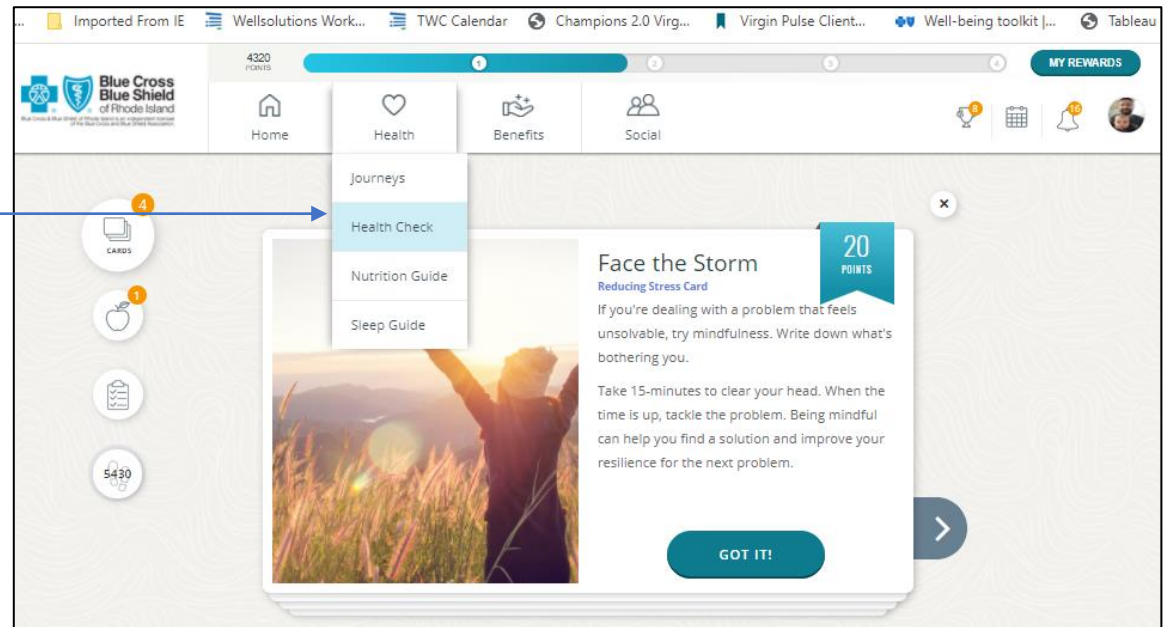 ... Imported From IE Wellsolutions Work... TWC Calendar Champions 2.0 Virg... Virgin Pulse Client... Well-being toolkit |... Tableau
4320
POINTS
1 2 3 4
MY REWARDS
Blue Cross
Blue Shield
of Rhode Island
Home
Health
Benefits
Social
8
16
Journeys
Health Check
Nutrition Guide
Sleep Guide
4
CARDS
1
5430
×
20
POINTS
Face the Storm
Reducing Stress Card
If you're dealing with a problem that feels
unsolvable, try mindfulness. Write down what's
bothering you.
Take 15-minutes to clear your head. When the
time is up, tackle the problem. Being mindful
can help you find a solution and improve your
resilience for the next problem.
GOT IT!